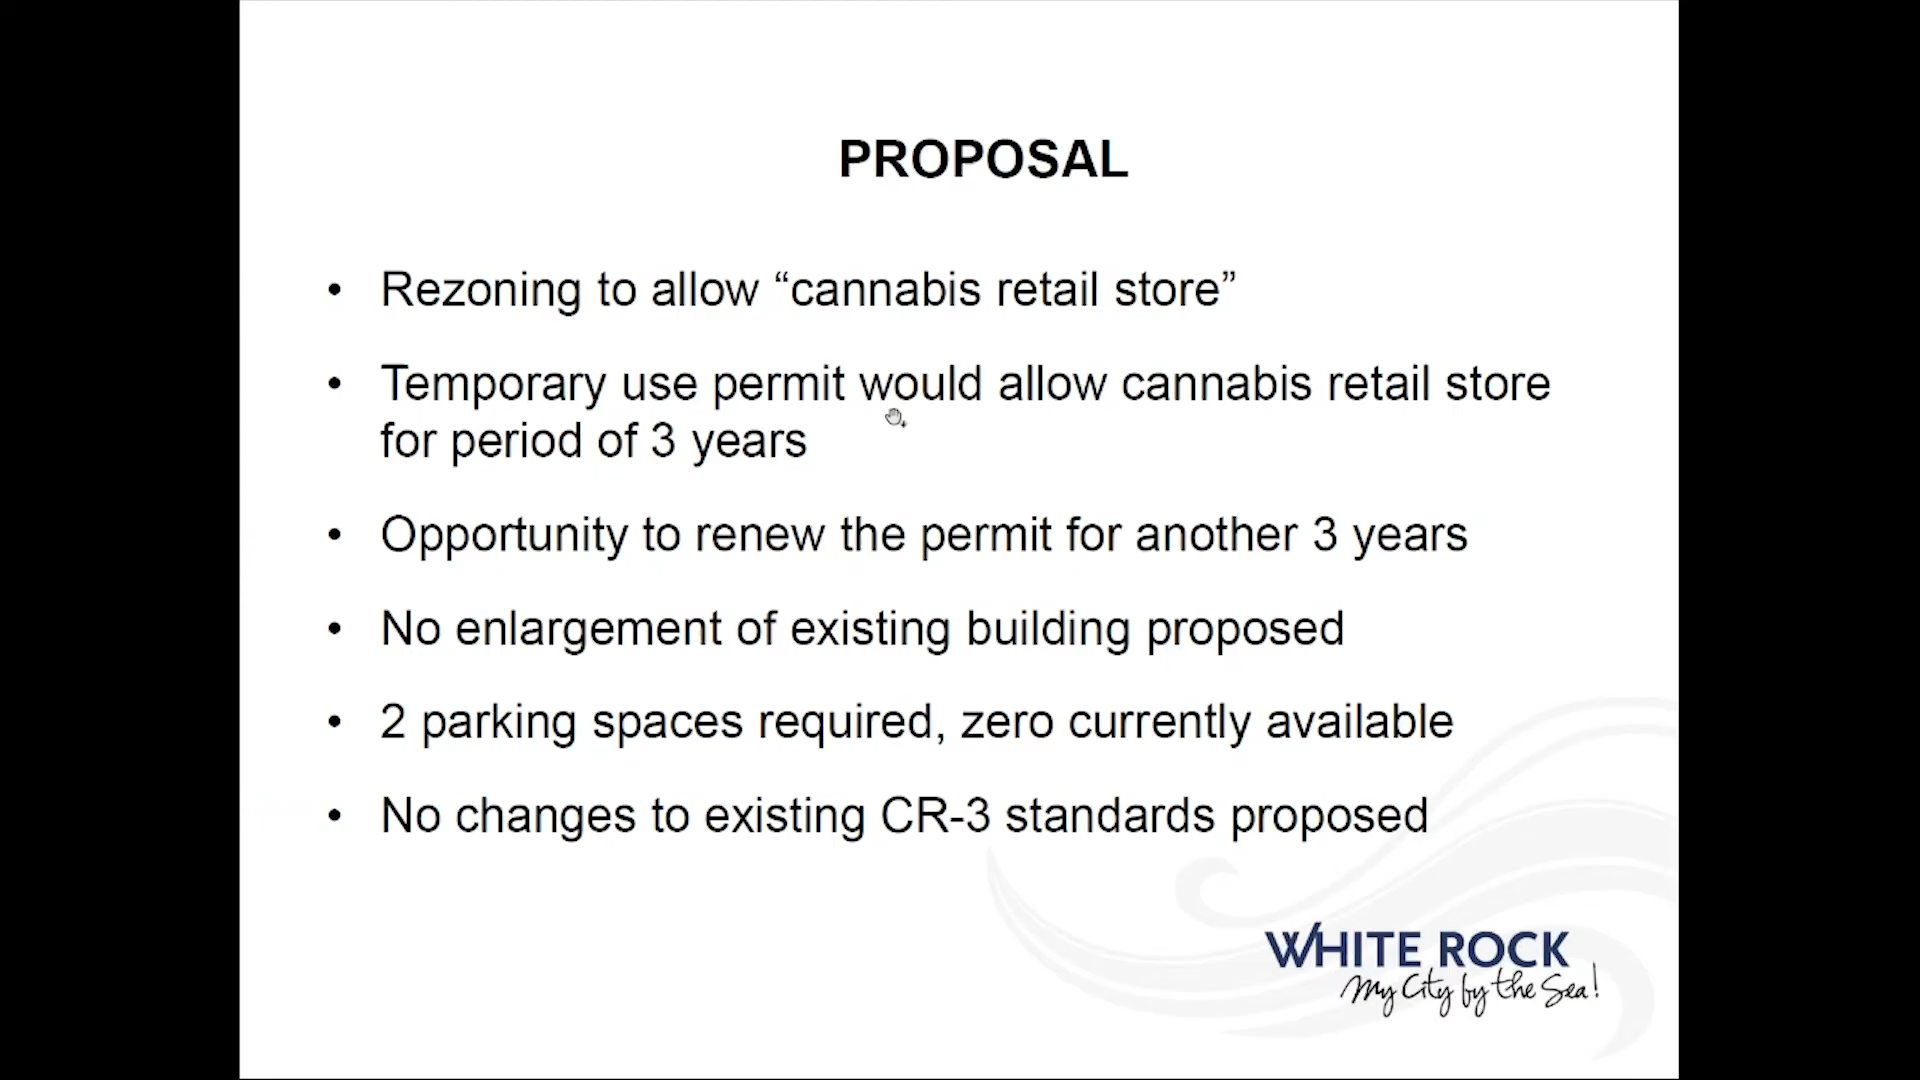 PROPOSAL
• Rezoning to allow “cannabis retail store”
• Temporary use permit would allow cannabis retail store
for period of 3 years
• Opportunity to renew the permit for another 3 years
• No enlargement of existing building proposed
• 2 parking spaces required, zero currently available
• No changes to existing CR-3 standards proposed
WHITE ROCK
My City by the Sea!